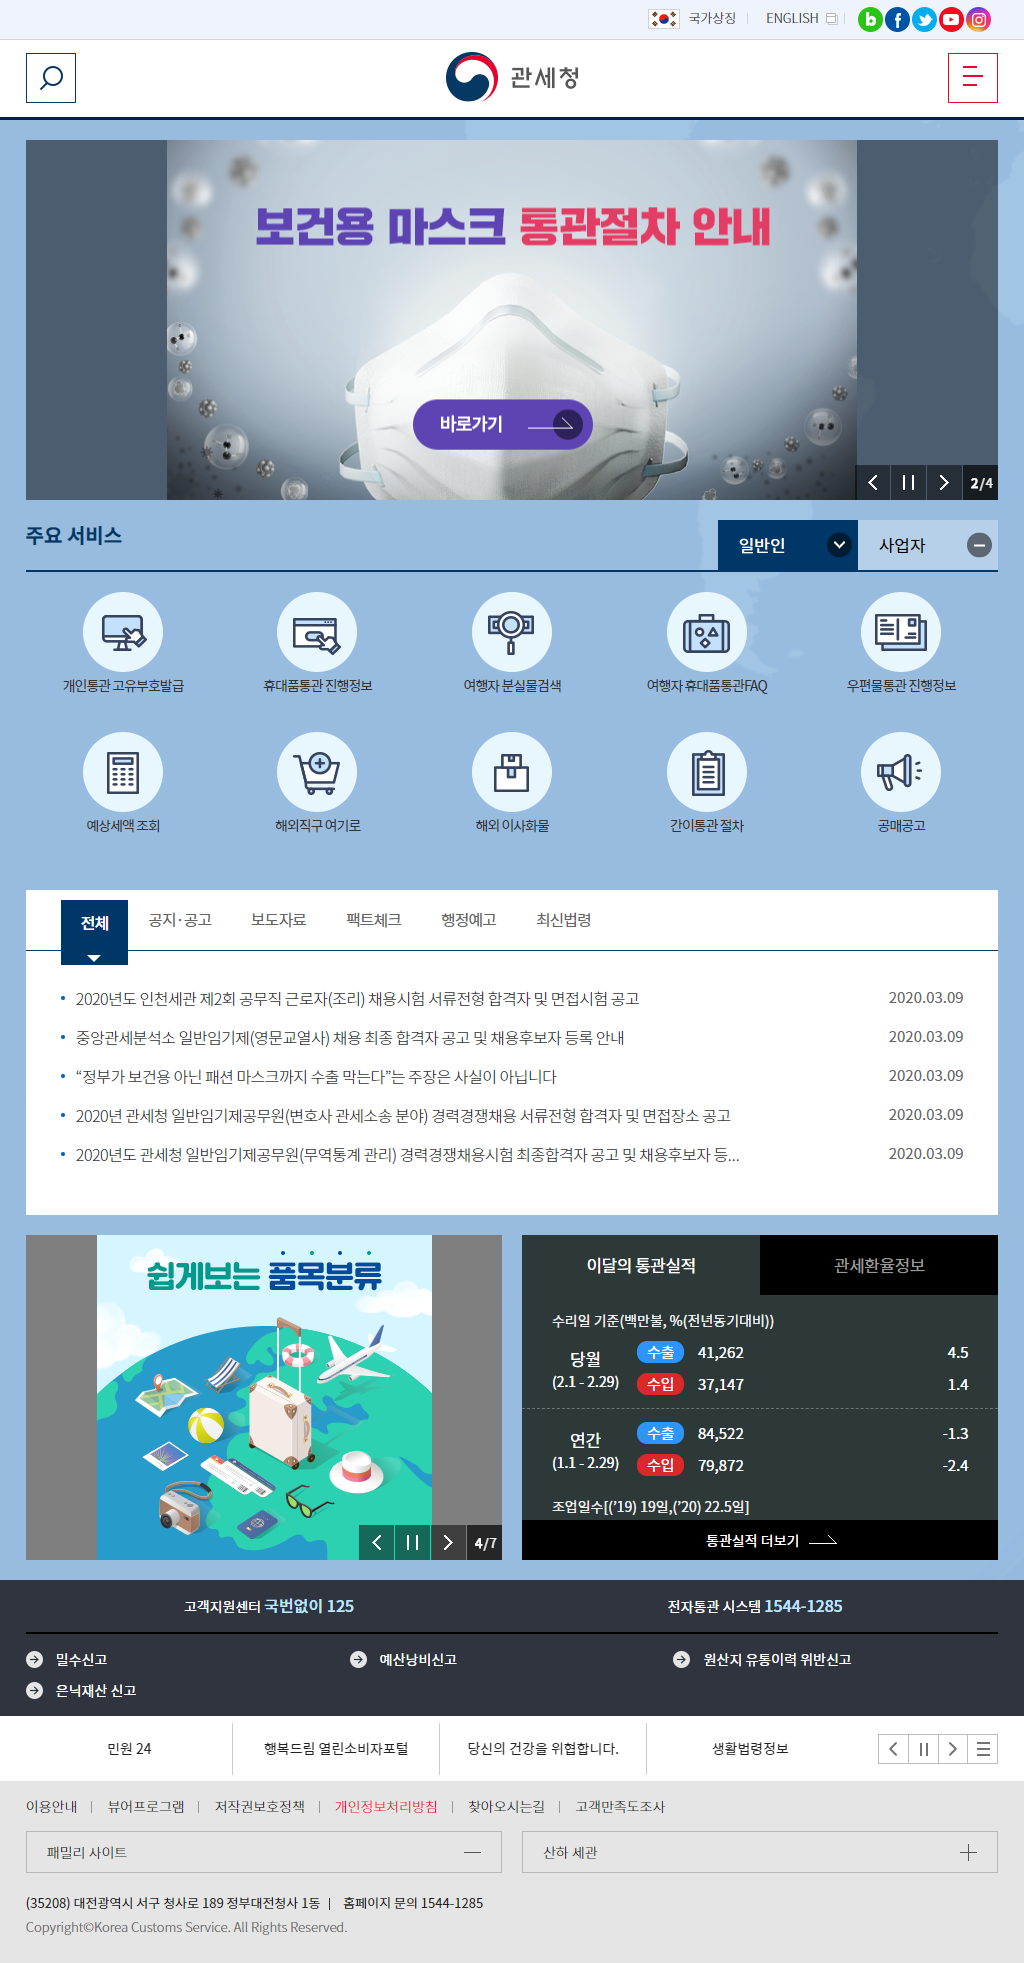 국가상징
ENGLISH
관세청
보건용 마스크 통관절차 안내
바로가기
2/4
주요 서비스
일반인
사업자
개인통관 고유부호발급
휴대품통관 진행정보
여행자 분실물검색
여행자 휴대품통관FAQ
우편물통관 진행정보
예상세액 조회
해외직구 여기로
해외 이사화물
간이통관 절차
공매공고
전체
공지·공고
보도자료
팩트체크
행정예고
최신법령
2020년도 인천세관 제2회 공무직 근로자(조리) 채용시험 서류전형 합격자 및 면접시험 공고 2020.03.09
중앙관세분석소 일반임기제(영문교열사) 채용 최종 합격자 공고 및 채용후보자 등록 안내 2020.03.09
“정부가 보건용 아닌 패션 마스크까지 수출 막는다”는 주장은 사실이 아닙니다 2020.03.09
2020년 관세청 일반임기제공무원(변호사 관세소송 분야) 경력경쟁채용 서류전형 합격자 및 면접장소 공고 2020.03.09
2020년도 관세청 일반임기제공무원(무역통계 관리) 경력경쟁채용시험 최종합격자 공고 및 채용후보자 등... 2020.03.09
쉽게보는 품목분류
4/7
이달의 통관실적
관세환율정보
수리일 기준(백만불, %(전년동기대비))
당월
(2.1 - 2.29)
수출 41,262 4.5
수입 37,147 1.4
연간
(1.1 - 2.29)
수출 84,522 -1.3
수입 79,872 -2.4
조업일수[(’19) 19일,(’20) 22.5일]
통관실적 더보기
고객지원센터 국번없이 125
전자통관 시스템 1544-1285
밀수신고
예산낭비신고
원산지 유통이력 위반신고
은닉재산 신고
민원 24
행복드림 열린소비자포털
당신의 건강을 위협합니다.
생활법령정보
이용안내
뷰어프로그램
저작권보호정책
개인정보처리방침
찾아오시는길
고객만족도조사
패밀리 사이트
산하 세관
(35208) 대전광역시 서구 청사로 189 정부대전청사 1동 | 홈페이지 문의 1544-1285
Copyright©Korea Customs Service. All Rights Reserved.